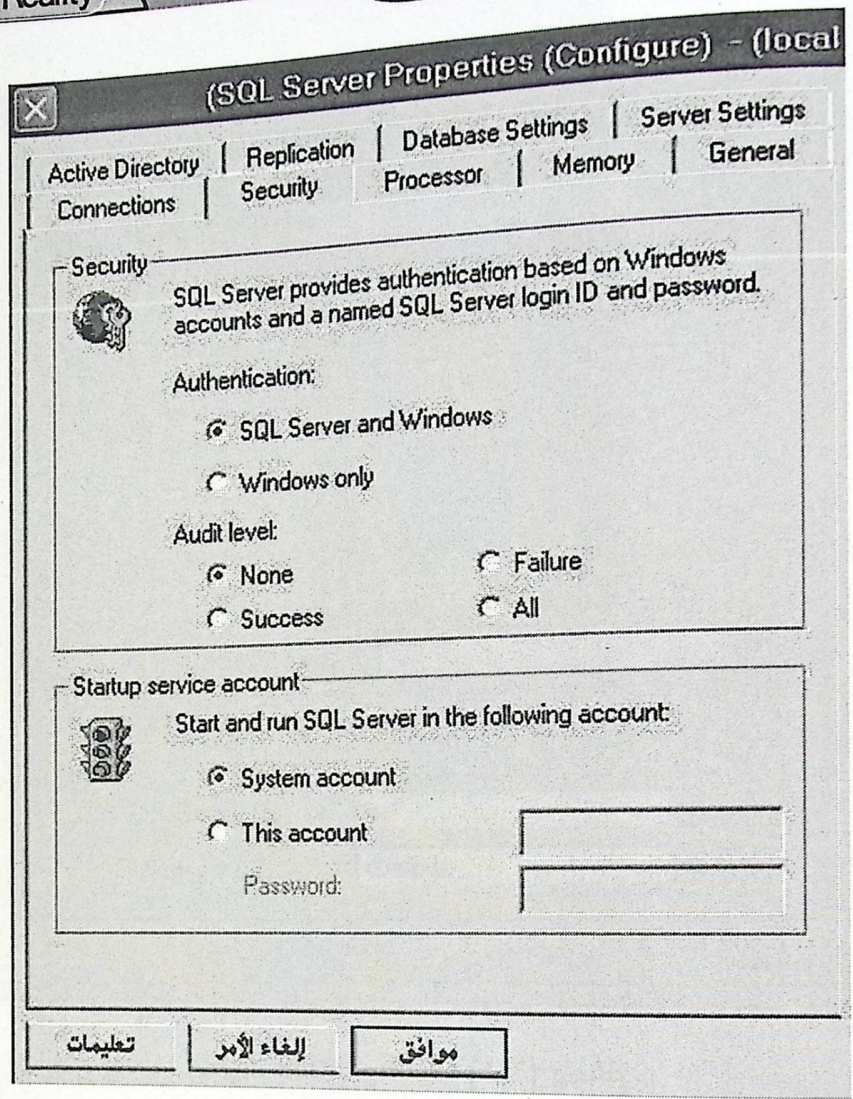 Reality
(SQL Server Properties (Configure) - (local
Active Directory Replication Database Settings Server Settings
Connections Security Processor Memory General
Security
SQL Server provides authentication based on Windows
accounts and a named SQL Server login ID and password.
Authentication:
SQL Server and Windows
Windows only
Audit level:
None Failure
Success All
Startup service account
Start and run SQL Server in the following account:
System account
This account
Password:
موافق إلغاء الأمر تعليمات